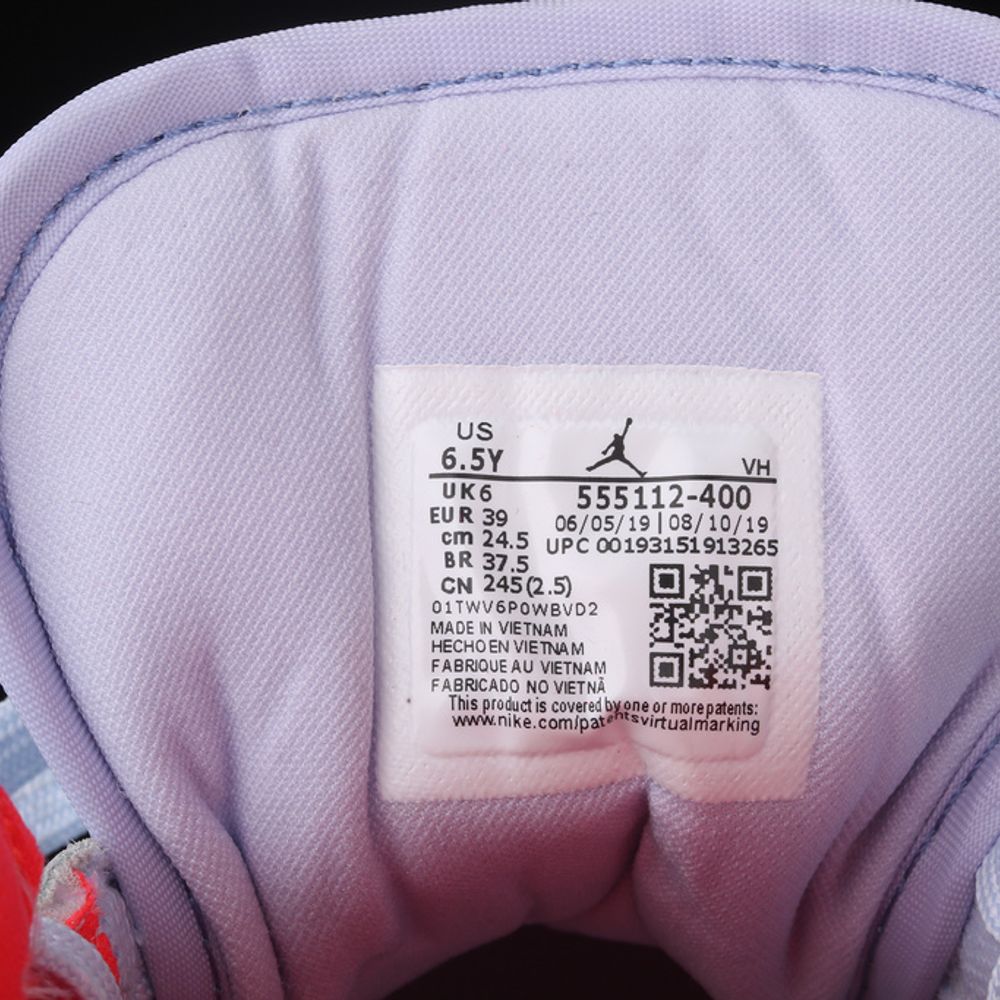 US
6.5Y
VH
UK 6
EUR 39
cm 24.5
BR 37.5
CN 245(2.5)
555112-400
06/05/19 | 08/10/19
UPC 00193151913265
01TWV6P0WBVD2
MADE IN VIETNAM
HECHO EN VIETNAM
FABRIQUE AU VIETNAM
FABRICADO NO VIETNÃ
This product is covered by one or more patents:
www.nike.com/patentsvirtualmarking